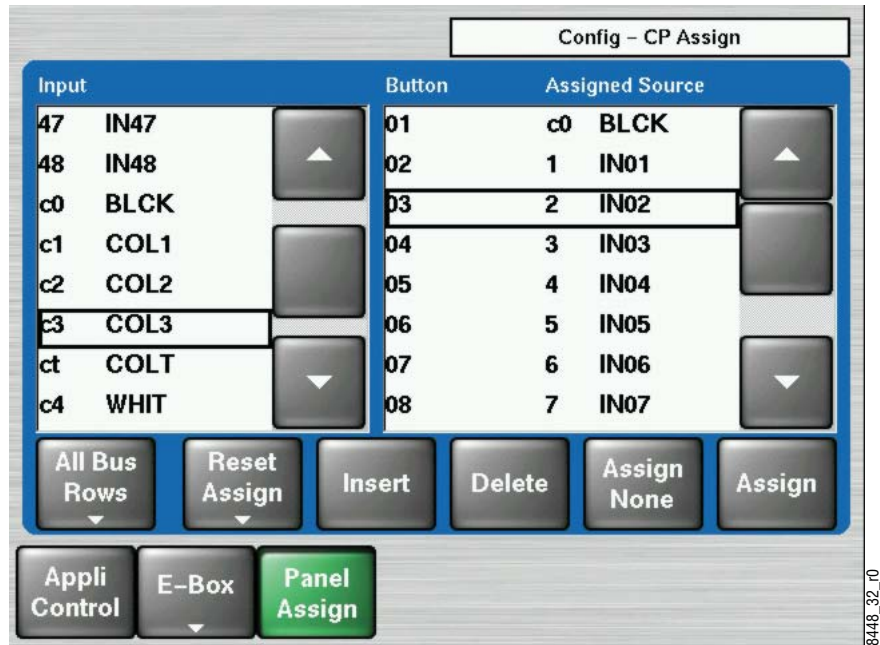 Config – CP Assign
Input
Button Assigned Source
47 IN47
48 IN48
c0 BLCK
c1 COL1
c2 COL2
c3 COL3
ct COLT
c4 WHIT
01 c0 BLCK
02 1 IN01
03 2 IN02
04 3 IN03
05 4 IN04
06 5 IN05
07 6 IN06
08 7 IN07
All Bus
Rows
Reset
Assign
Insert
Delete
Assign
None
Assign
Appli
Control
E–Box
Panel
Assign
8448_32_r0